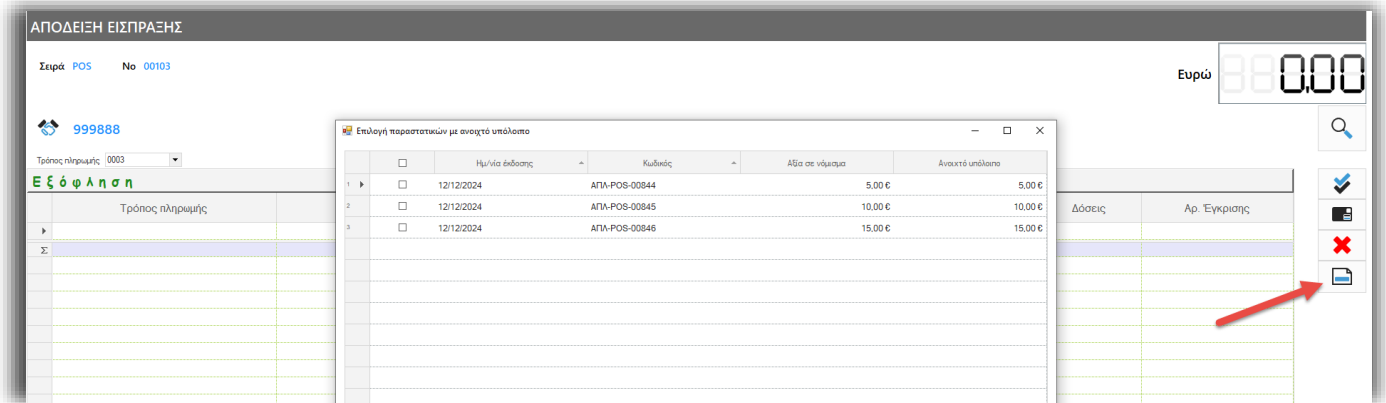 ΑΠΟΔΕΙΞΗ ΕΙΣΠΡΑΞΗΣ
Σειρά POS No 00103
Ευρώ 0,00
999888
Τρόπος πληρωμής 0003
Εξόφληση
Τρόπος πληρωμής Δόσεις Αρ. Έγκρισης
Σ
Επιλογή παραστατικών με ανοιχτό υπόλοιπο
Ημ/νία έκδοσης Κωδικός Αξία σε νόμισμα Ανοιχτό υπόλοιπο
1 12/12/2024 ΑΠΛ-POS-00844 5,00 € 5,00 €
2 12/12/2024 ΑΠΛ-POS-00845 10,00 € 10,00 €
3 12/12/2024 ΑΠΛ-POS-00846 15,00 € 15,00 €